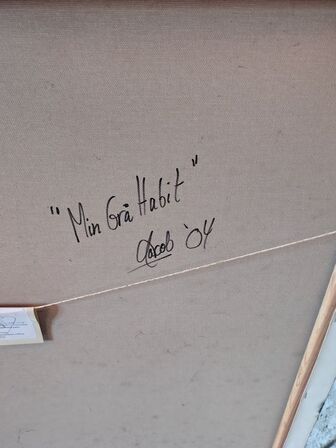 "Min Grå Habit"
Jacob '04